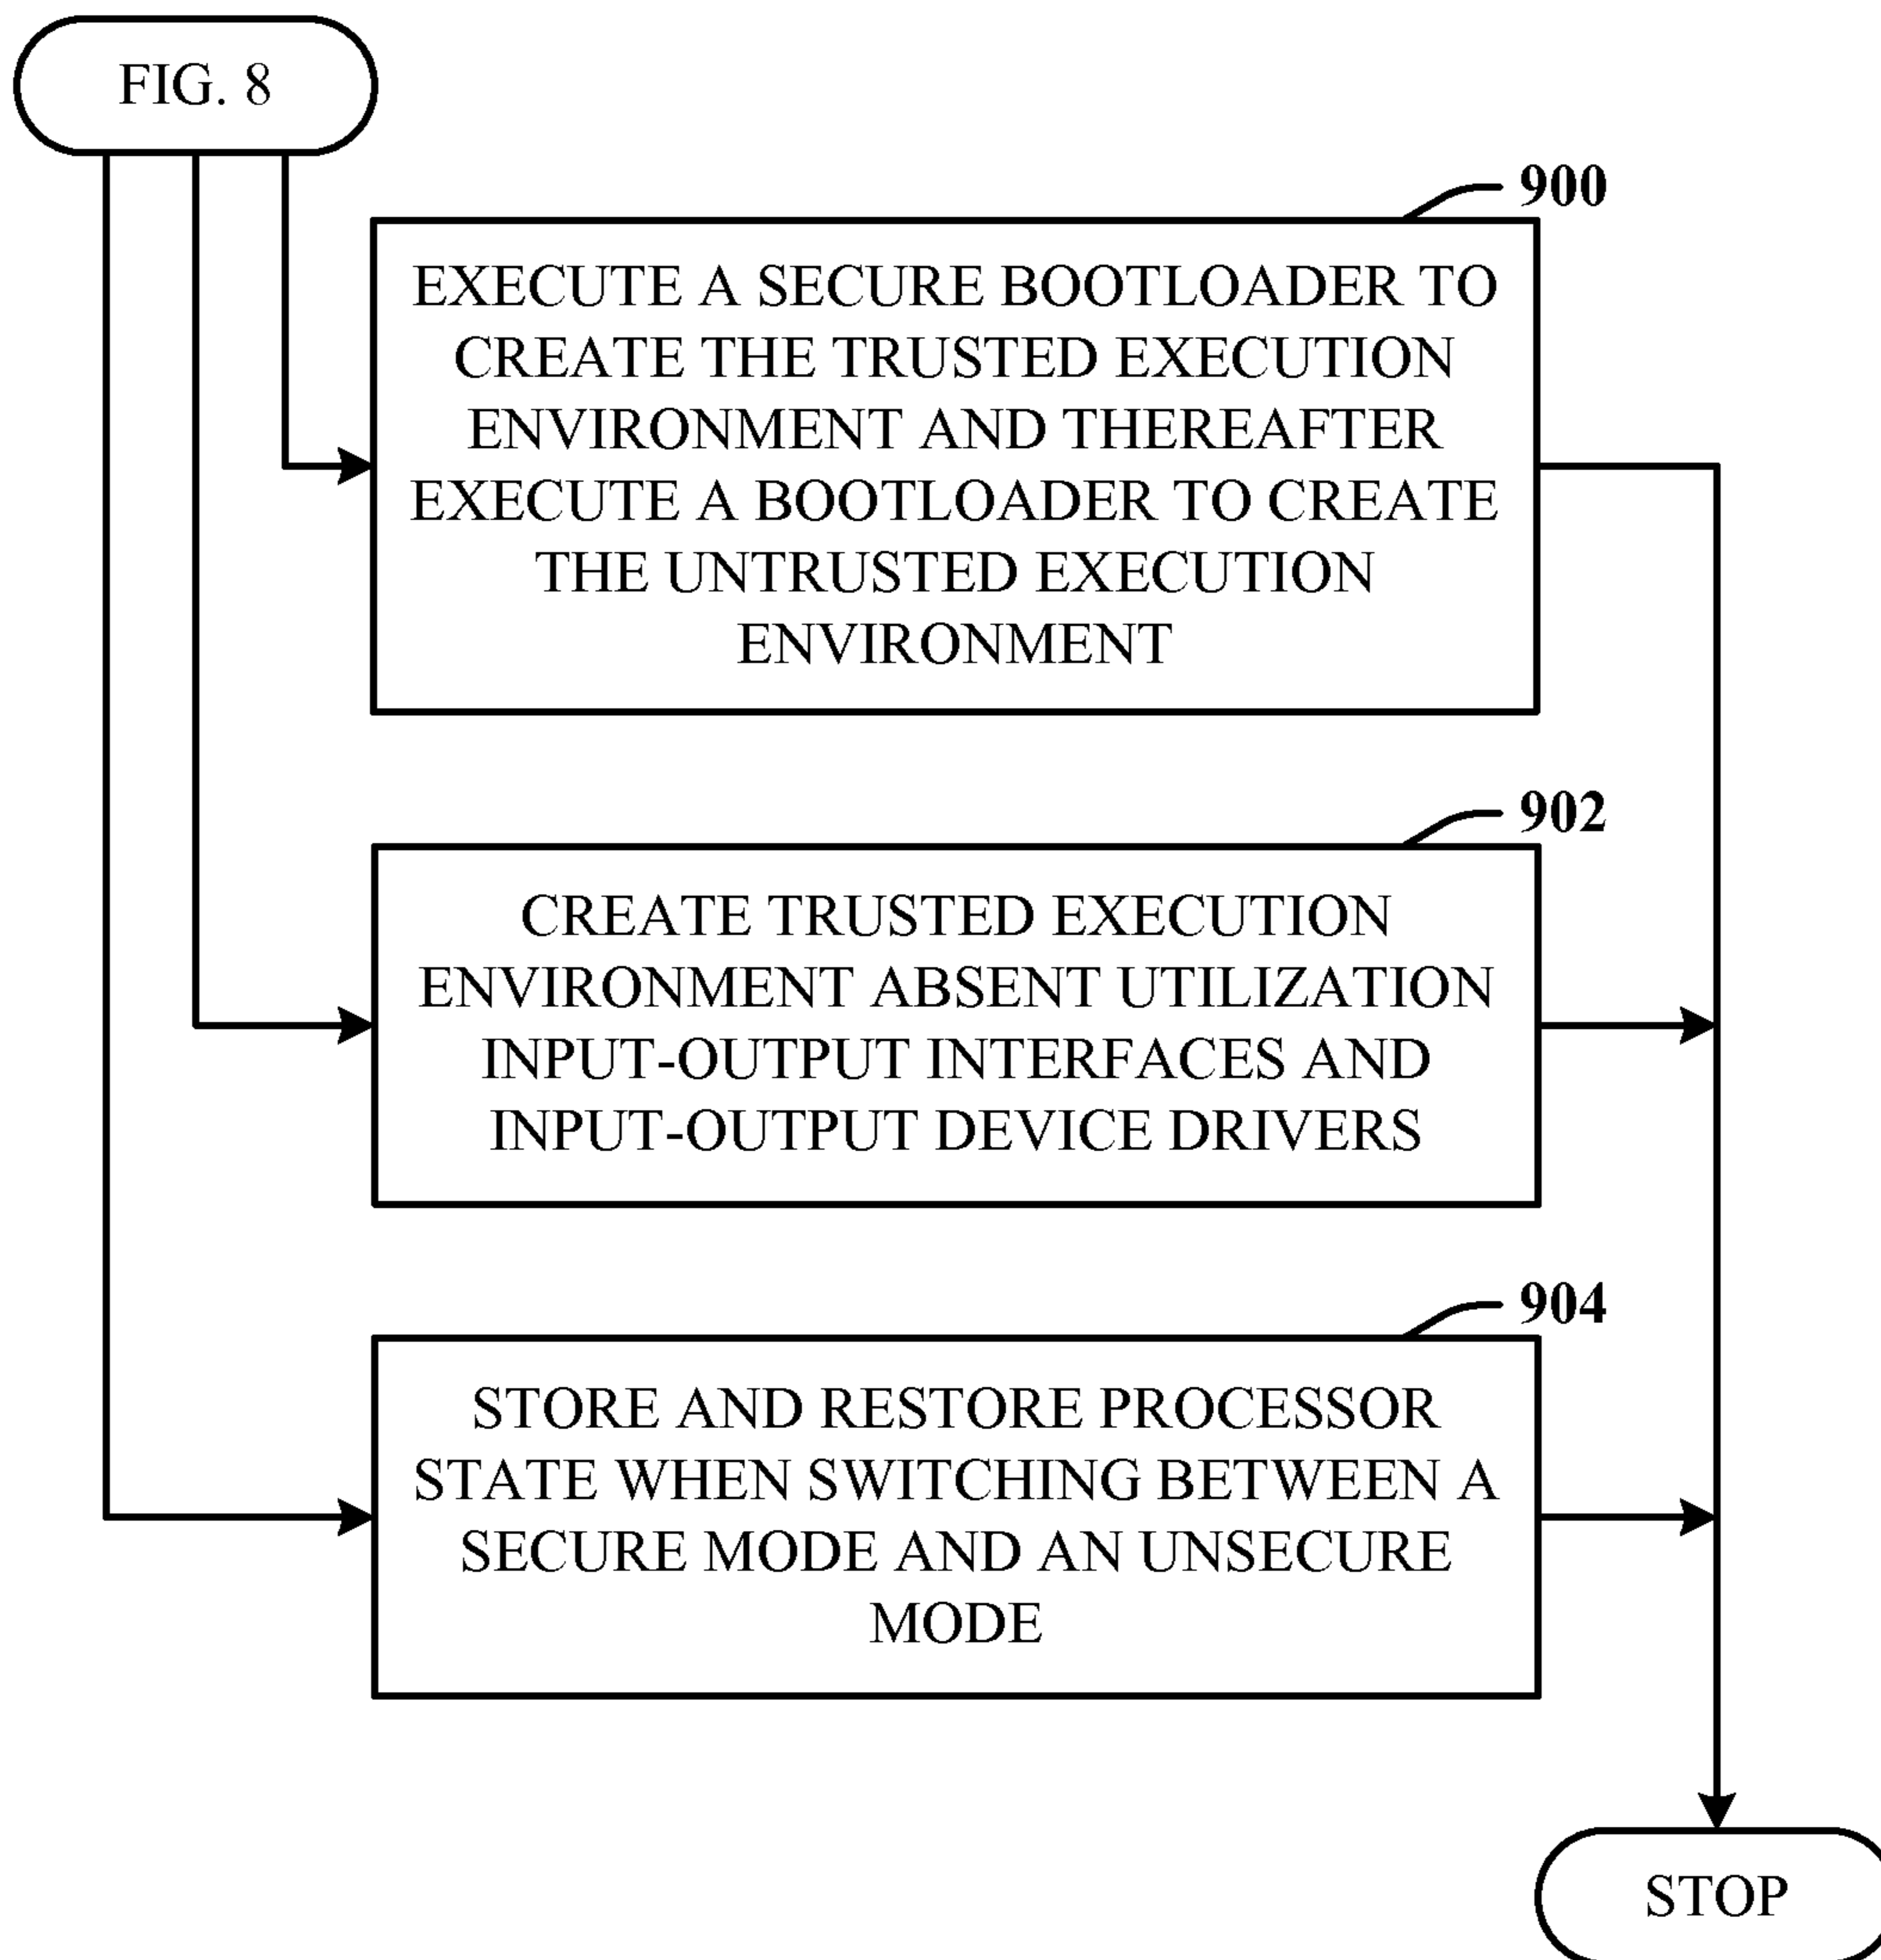 FIG. 8
900
EXECUTE A SECURE BOOTLOADER TO
CREATE THE TRUSTED EXECUTION
ENVIRONMENT AND THEREAFTER
EXECUTE A BOOTLOADER TO CREATE
THE UNTRUSTED EXECUTION
ENVIRONMENT
902
CREATE TRUSTED EXECUTION
ENVIRONMENT ABSENT UTILIZATION
INPUT-OUTPUT INTERFACES AND
INPUT-OUTPUT DEVICE DRIVERS
904
STORE AND RESTORE PROCESSOR
STATE WHEN SWITCHING BETWEEN A
SECURE MODE AND AN UNSECURE
MODE
STOP